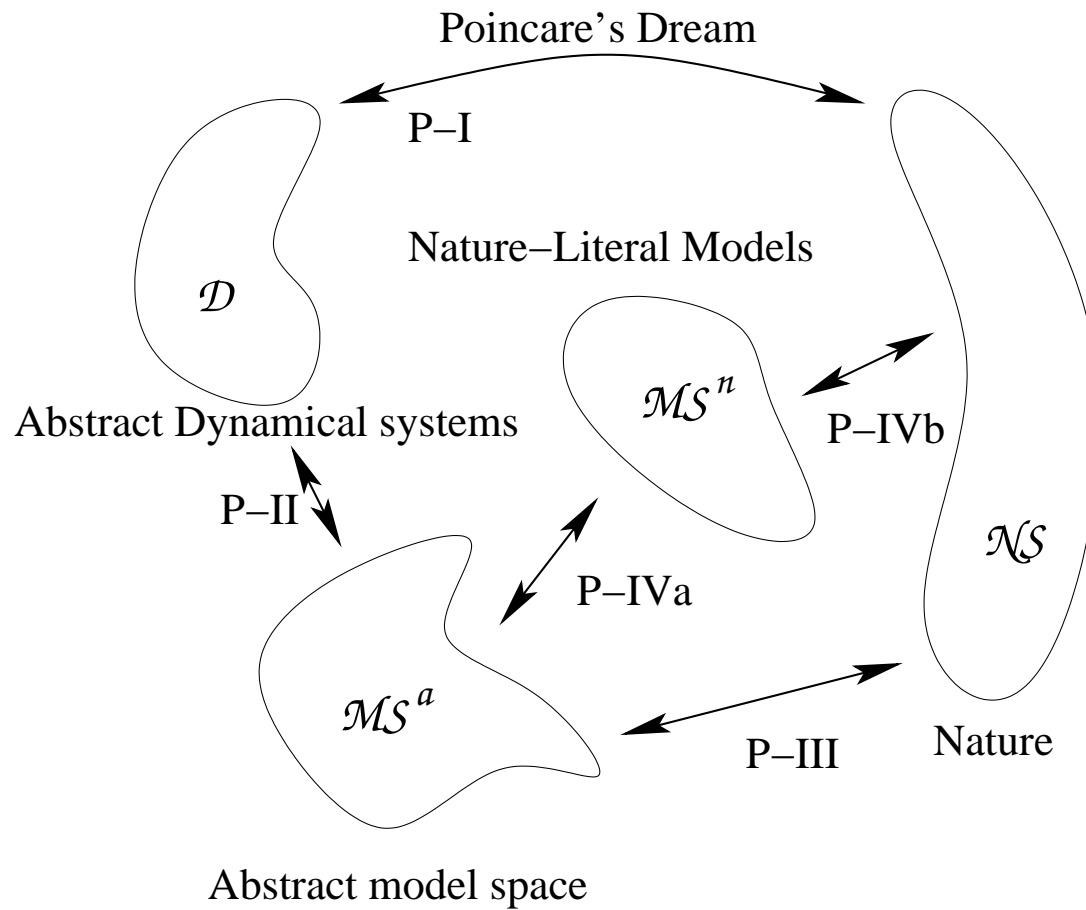 Poincare's Dream
P–I
Nature–Literal Models
𝒟
Abstract Dynamical systems
ℳ𝒮ⁿ
P–IVb
P–II
𝒩𝒮
P–IVa
ℳ𝒮ᵃ
P–III
Nature
Abstract model space